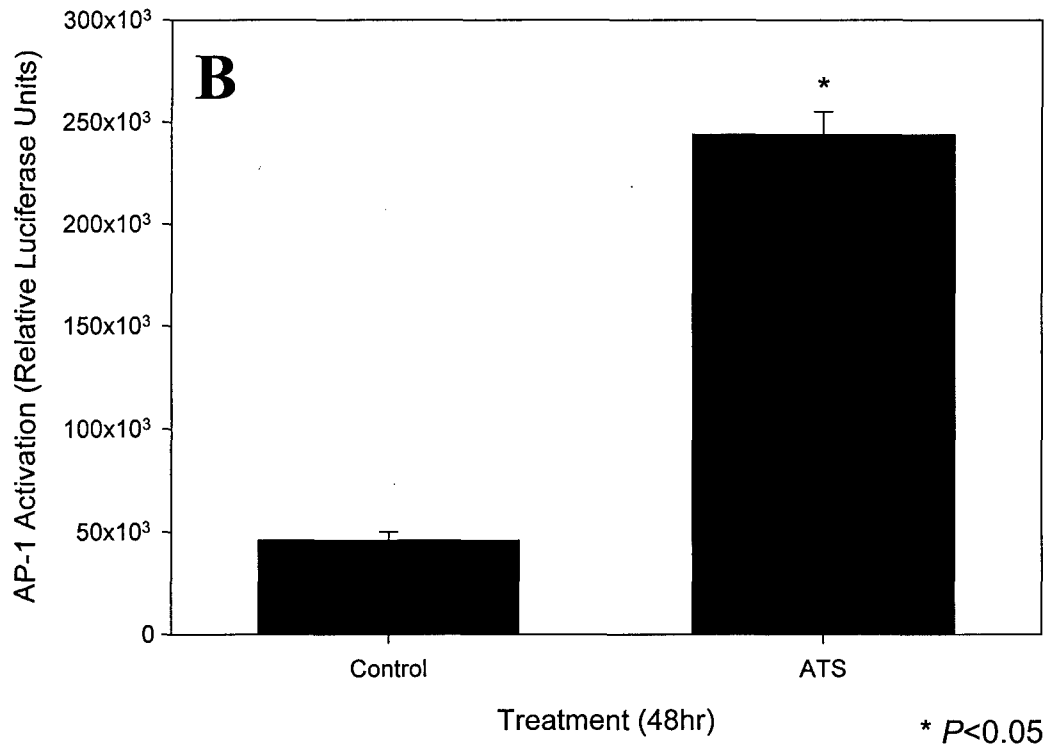 B
AP-1 Activation (Relative Luciferase Units)
300x10³
250x10³
200x10³
150x10³
100x10³
50x10³
0
*
Control
ATS
Treatment (48hr)
* P<0.05